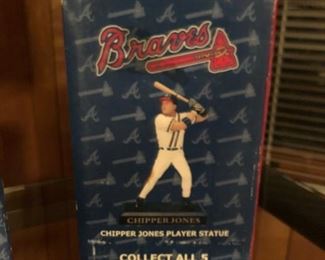 Braves
CHIPPER JONES
CHIPPER JONES PLAYER STATUE
COLLECT ALL 5